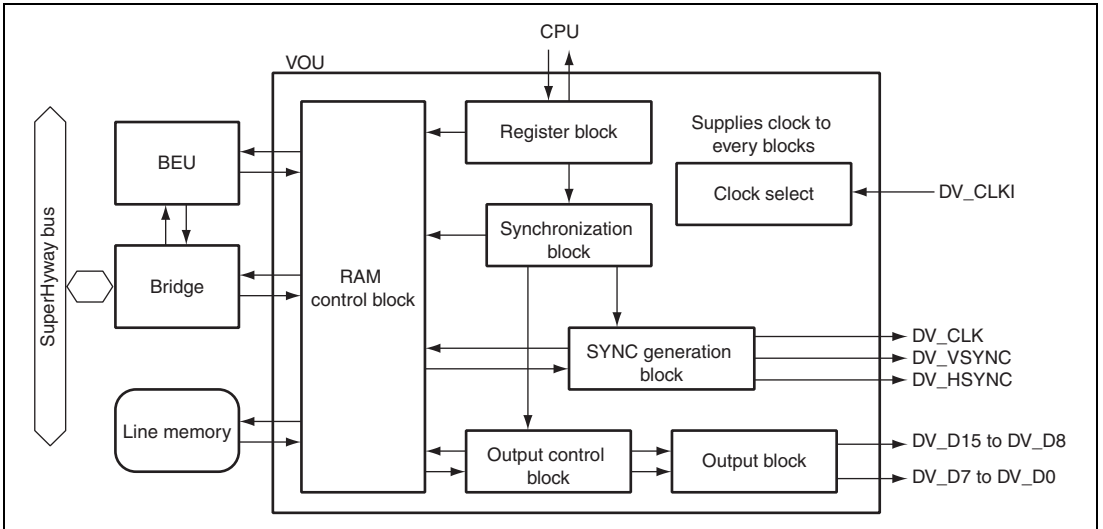 CPU
VOU
Register block
Supplies clock to
every blocks
BEU
Clock select
DV_CLKI
Synchronization
block
SuperHyway bus
Bridge
RAM
control block
SYNC generation
block
DV_CLK
DV_VSYNC
DV_HSYNC
Line memory
Output control
block
Output block
DV_D15 to DV_D8
DV_D7 to DV_D0